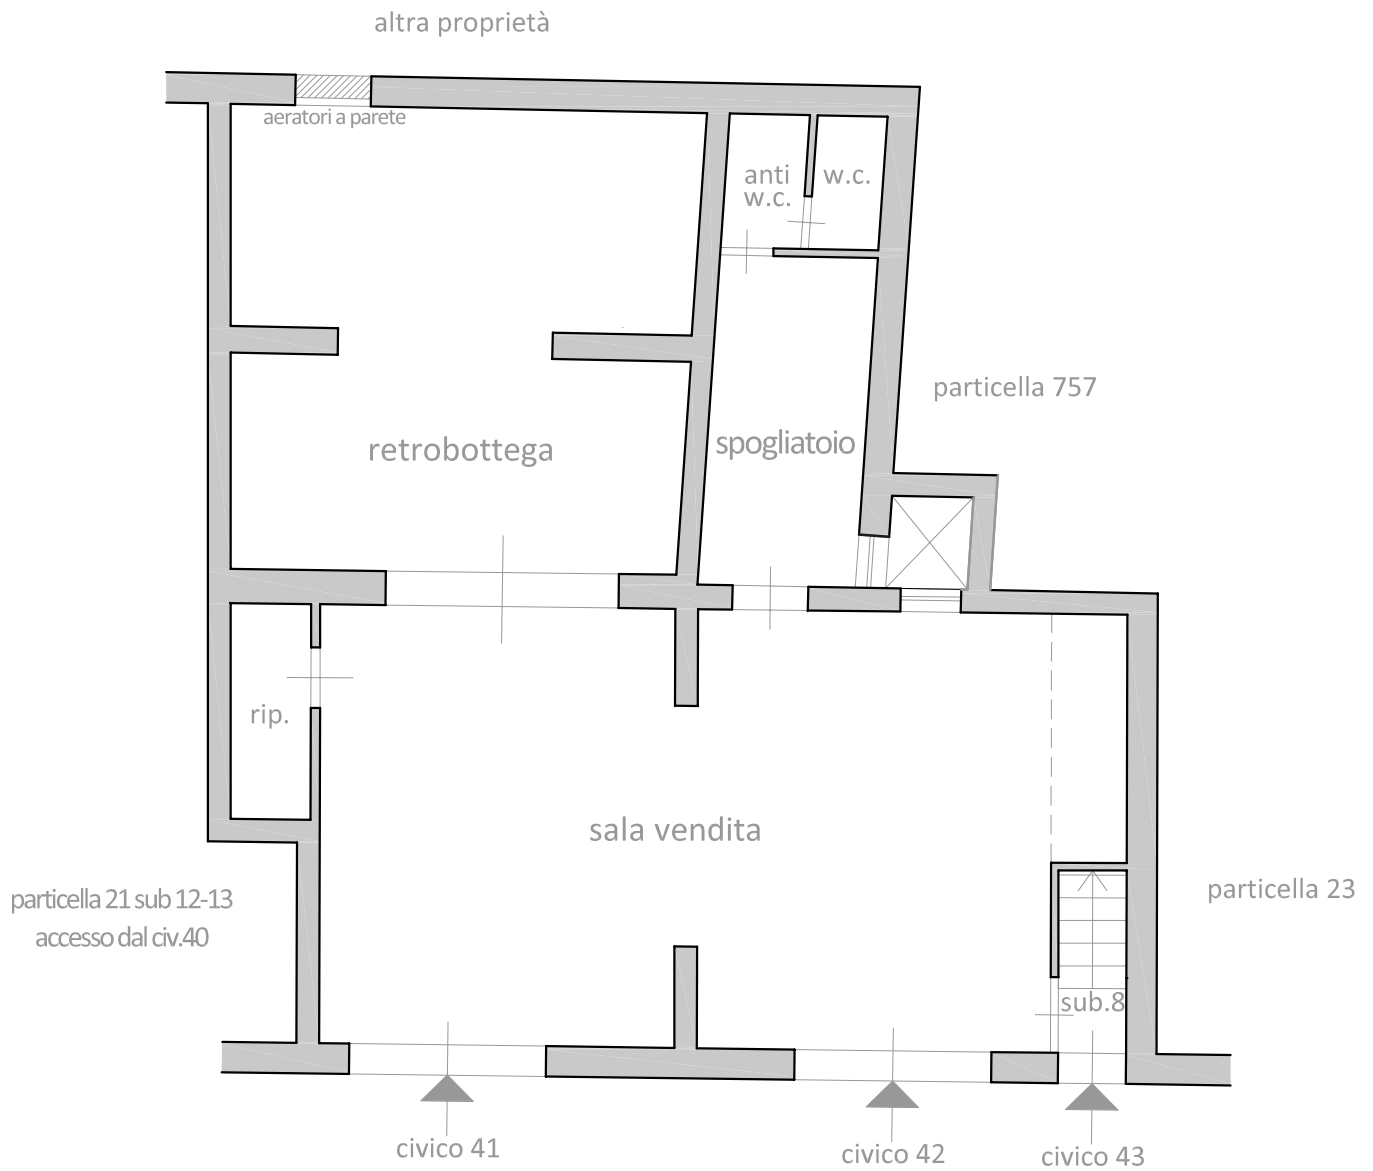 altra proprietà
aeratori a parete
anti
w.c.
w.c.
particella 757
retrobottega
spogliatoio
rip.
sala vendita
particella 21 sub 12-13
accesso dal civ.40
particella 23
sub.8
civico 41
civico 42
civico 43